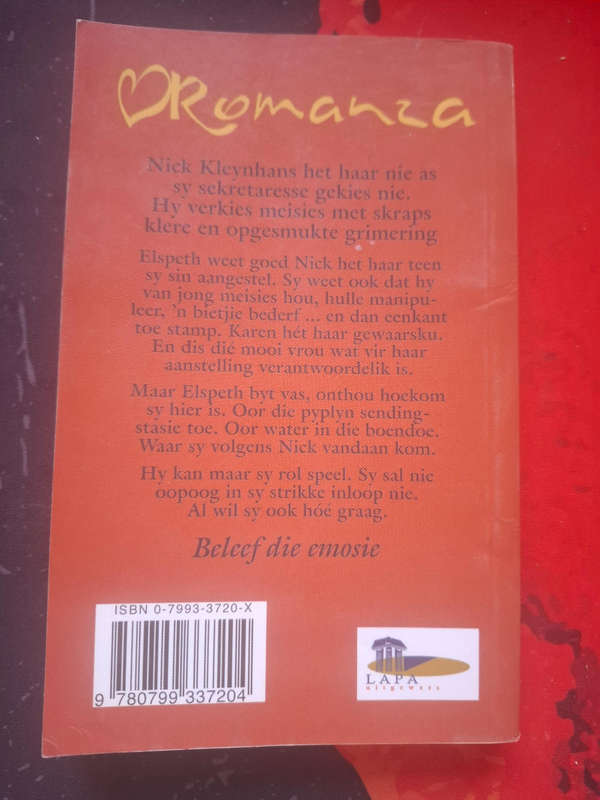 Romanza
Nick Kleynhans het haar nie as
sy sekretaresse gekies nie.
Hy verkies meisies met skraps
klere en opgesmukte grimering
Elspeth weet goed Nick het haar teen
sy sin aangestel. Sy weet ook dat hy
van jong meisies hou, hulle manipu-
leer, 'n bietjie bederf ... en dan eenkant
toe stamp. Karen hét haar gewaarsku.
En dis dié mooi vrou wat vir haar
aanstelling verantwoordelik is.
Maar Elspeth byt vas, onthou hoekom
sy hier is. Oor die pyplyn sending-
stasie toe. Oor water in die boendoe.
Waar sy volgens Nick vandaan kom.
Hy kan maar sy rol speel. Sy sal nie
oopoog in sy strikke inloop nie.
Al wil sy ook hóé graag.
Beleef die emosie
ISBN 0-7993-3720-X
9 780799 337204
LAPA
uitgewers